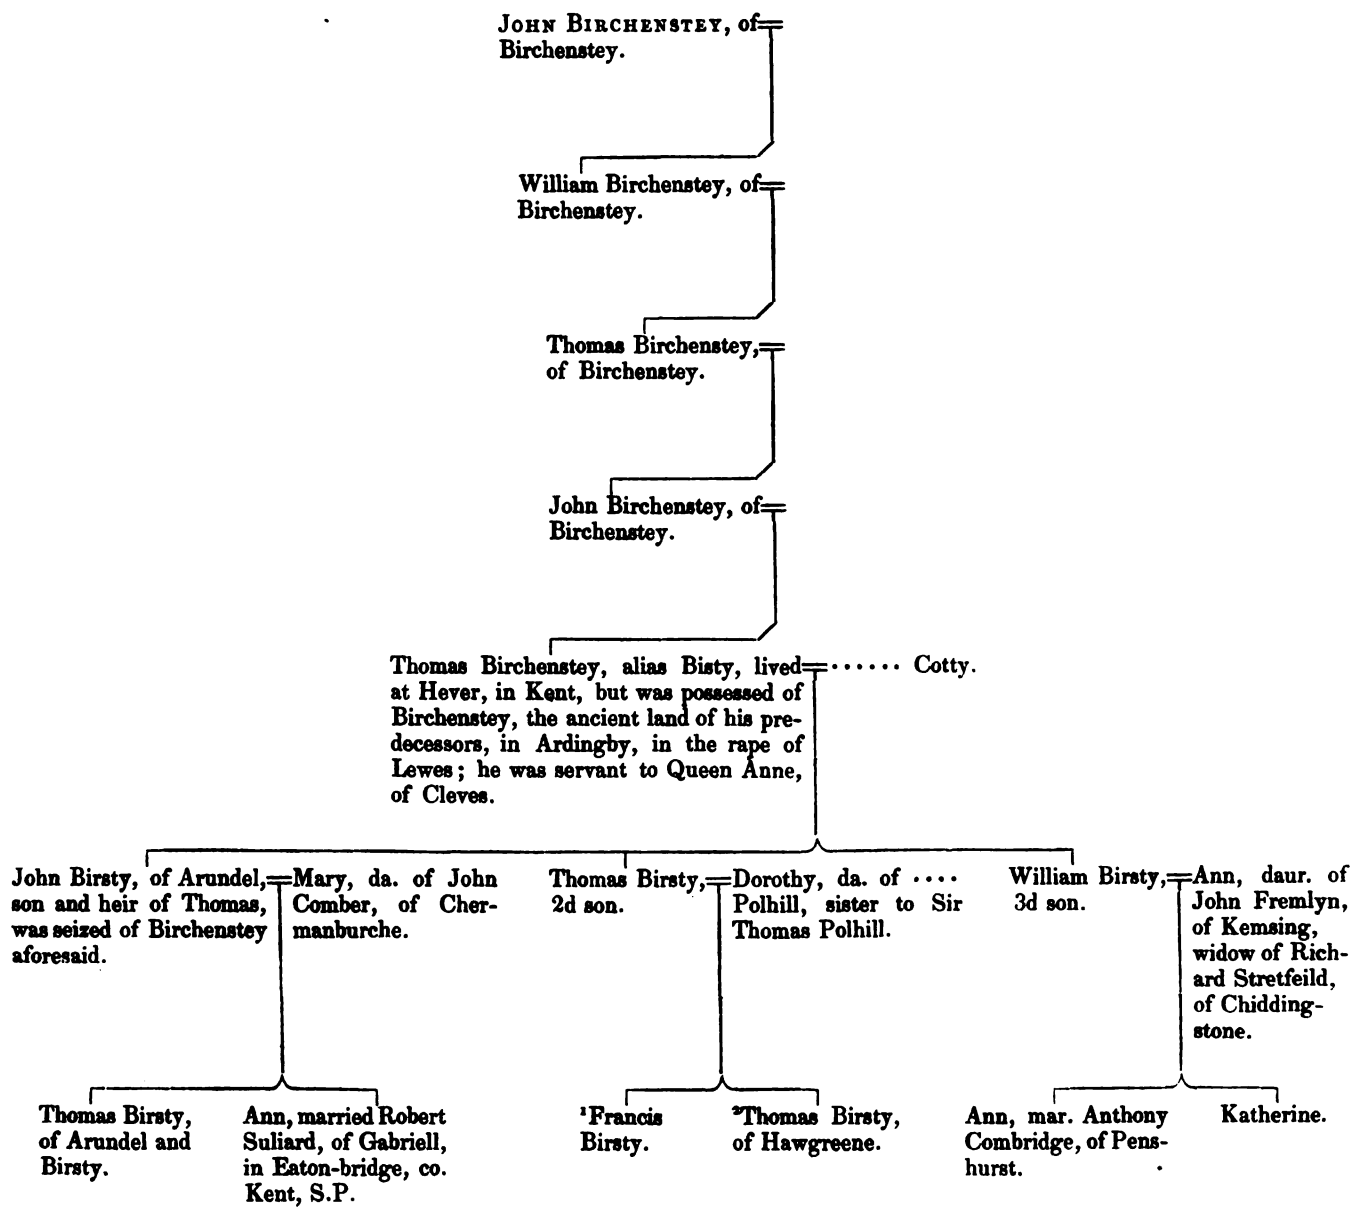 JOHN BIRCHENSTEY, of=
Birchenstey.
William Birchenstey, of=
Birchenstey.
Thomas Birchenstey,=
of Birchenstey.
John Birchenstey, of=
Birchenstey.
Thomas Birchenstey, alias Bisty, lived=...... Cotty.
at Hever, in Kent, but was possessed of
Birchenstey, the ancient land of his pre-
decessors, in Ardingby, in the rape of
Lewes; he was servant to Queen Anne,
of Cleves.
John Birsty, of Arundel,=
son and heir of Thomas,
was seized of Birchenstey
aforesaid.
Mary, da. of John
Comber, of Cher-
manburche.
Thomas Birsty,=
2d son.
Dorothy, da. of ....
Polhill, sister to Sir
Thomas Polhill.
William Birsty,=
3d son.
Ann, daur. of
John Fremlyn,
of Kemsing,
widow of Rich-
ard Stretfeild,
of Chidding-
stone.
Thomas Birsty,
of Arundel and
Birsty.
Ann, married Robert
Suliard, of Gabriell,
in Eaton-bridge, co.
Kent, S.P.
¹Francis
Birsty.
²Thomas Birsty,
of Hawgreene.
Ann, mar. Anthony
Combridge, of Pens-
hurst.
Katherine.